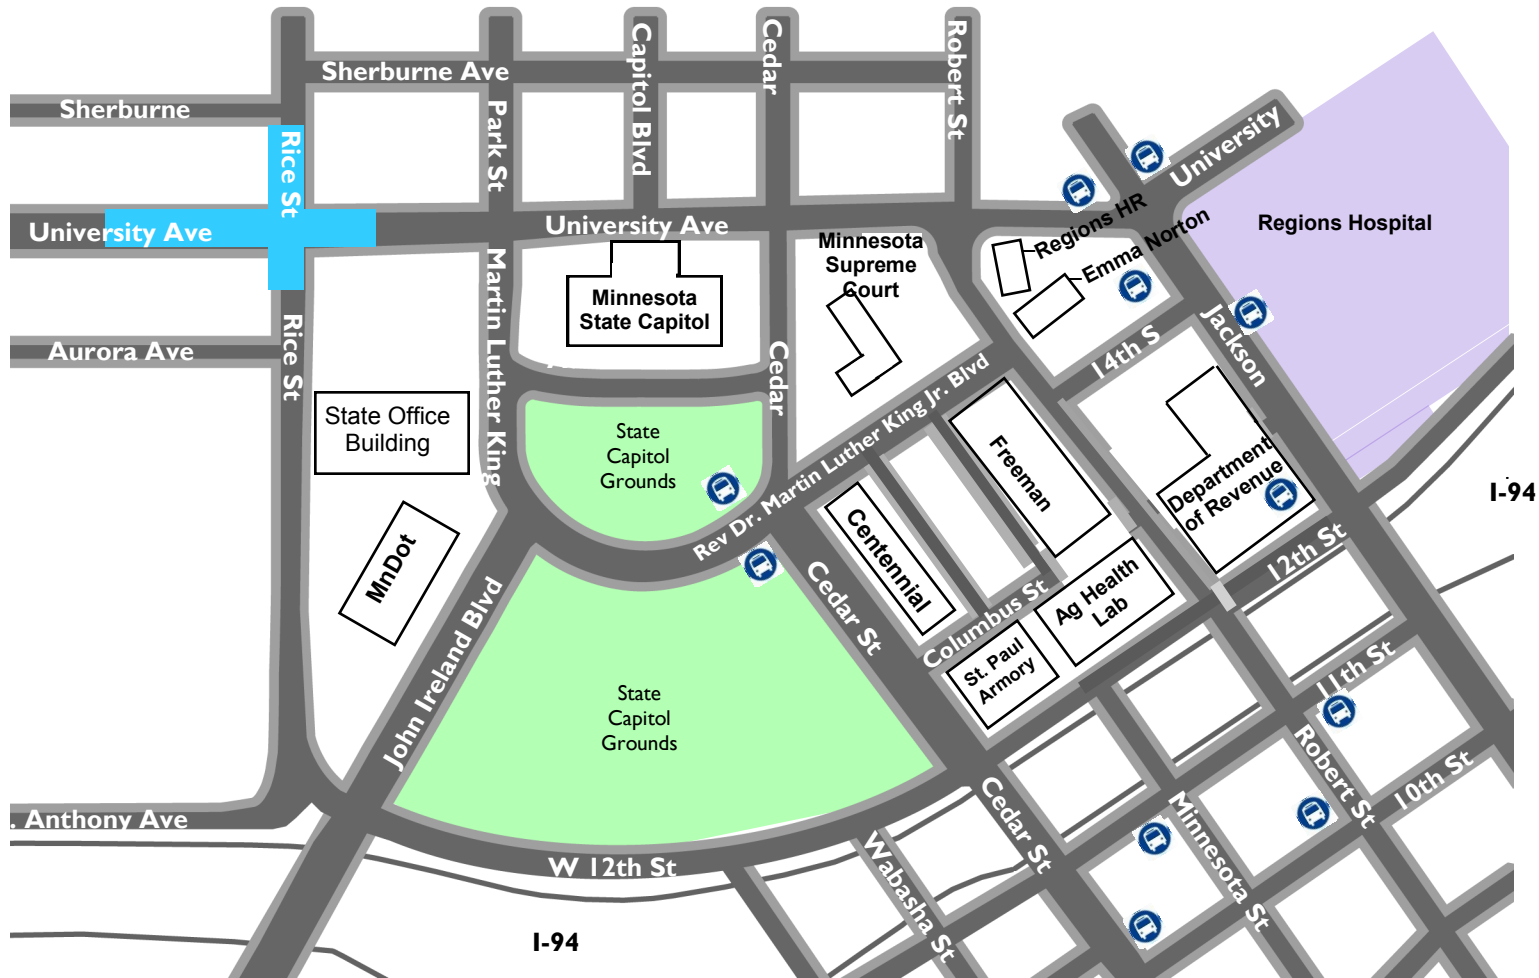 Sherburne Ave
Sherburne
Rice St
Park St
Capitol Blvd
Cedar
Robert St
University
University Ave
University Ave
Regions HR
Emma Norton
Regions Hospital
Minnesota
Supreme
Court
Minnesota
State Capitol
Martin Luther King
Cedar
Rice St
Aurora Ave
State Office
Building
State
Capitol
Grounds
14th S
Jackson
Rev Dr. Martin Luther King Jr. Blvd
Freeman
Department
of Revenue
I-94
Centennial
MnDot
12th St
Columbus St
Ag Health
Lab
St. Paul
Armory
Cedar St
John Ireland Blvd
State
Capitol
Grounds
11th St
Robert St
10th St
Cedar St
Minnesota St
Wabasha St
. Anthony Ave
W 12th St
I-94